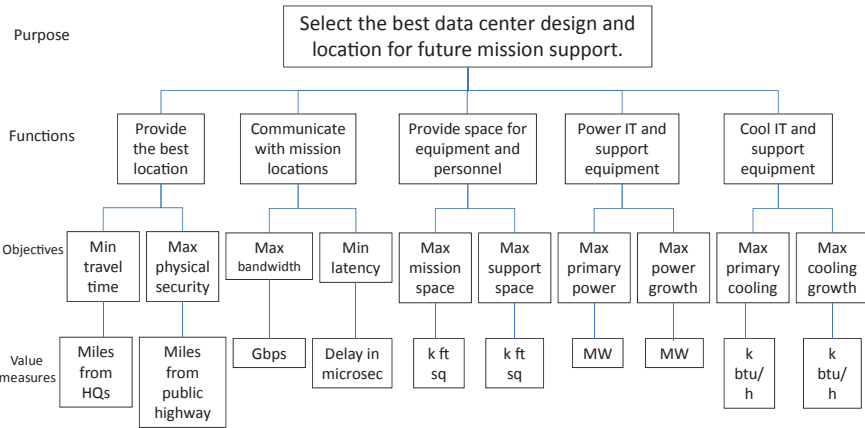 Purpose
Select the best data center design and
location for future mission support.
Functions
Provide
the best
location
Communicate
with mission
locations
Provide space for
equipment and
personnel
Power IT and
support
equipment
Cool IT and
support
equipment
Objectives
Min
travel
time
Max
physical
security
Max
bandwidth
Min
latency
Max
mission
space
Max
support
space
Max
primary
power
Max
power
growth
Max
primary
cooling
Max
cooling
growth
Value
measures
Miles
from
HQs
Miles
from
public
highway
Gbps
Delay in
microsec
k ft
sq
k ft
sq
MW
MW
k
btu/
h
k
btu/
h